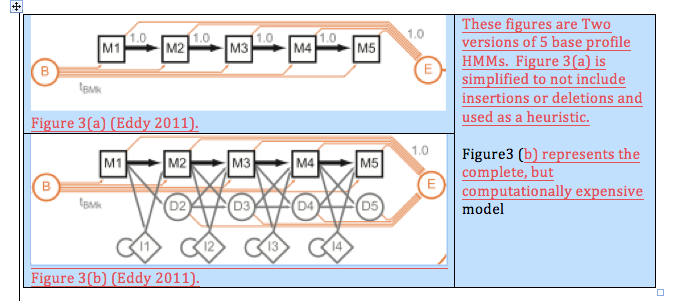 1.0 1.0 1.0 1.0 1.0
M1 M2 M3 M4 M5
B E
tBMk
Figure 3(a) (Eddy 2011).
1.0
M1 M2 M3 M4 M5
B E
tBMk
D2 D3 D4 D5
I1 I2 I3 I4
Figure 3(b) (Eddy 2011).
These figures are Two
versions of 5 base profile
HMMs. Figure 3(a) is
simplified to not include
insertions or deletions and
used as a heuristic.
Figure3 (b) represents the
complete, but
computationally expensive
model